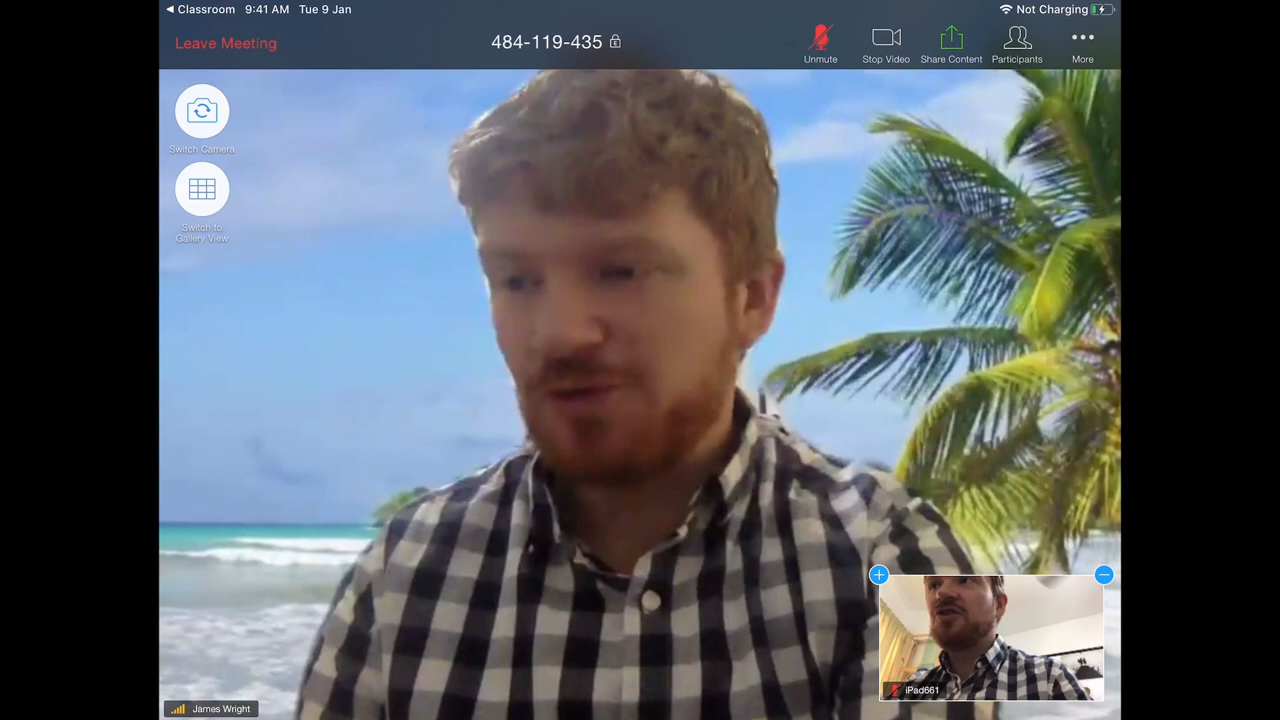 ◀ Classroom 9:41 AM Tue 9 Jan
Not Charging
Leave Meeting
484-119-435
Unmute
Stop Video
Share Content
Participants
More
Switch Camera
Switch to
Gallery View
iPad661
James Wright